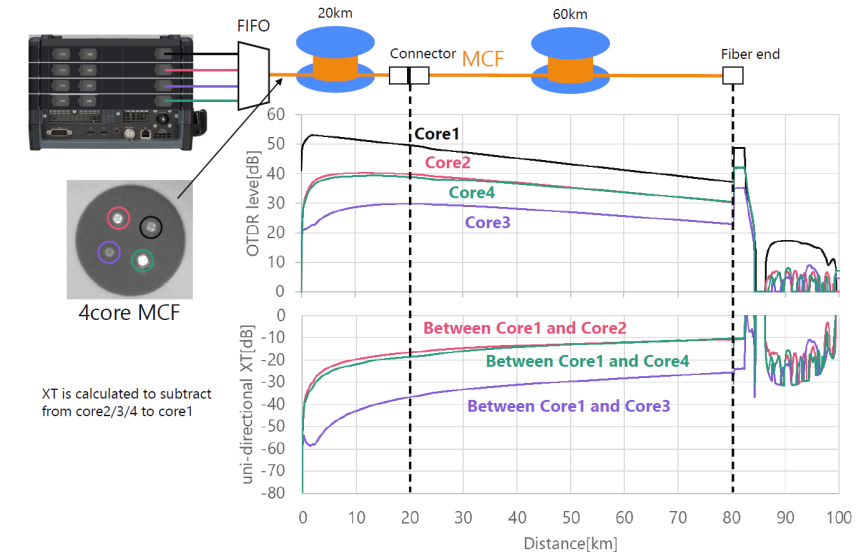 20km
60km
FIFO
Connector
MCF
Fiber end
60
50
40
30
20
10
0
OTDR level[dB]
Core1
Core2
Core4
Core3
4core MCF
XT is calculated to subtract
from core2/3/4 to core1
0
-10
-20
-30
-40
-50
-60
-70
-80
uni-directional XT[dB]
Between Core1 and Core2
Between Core1 and Core4
Between Core1 and Core3
0 10 20 30 40 50 60 70 80 90 100
Distance[km]